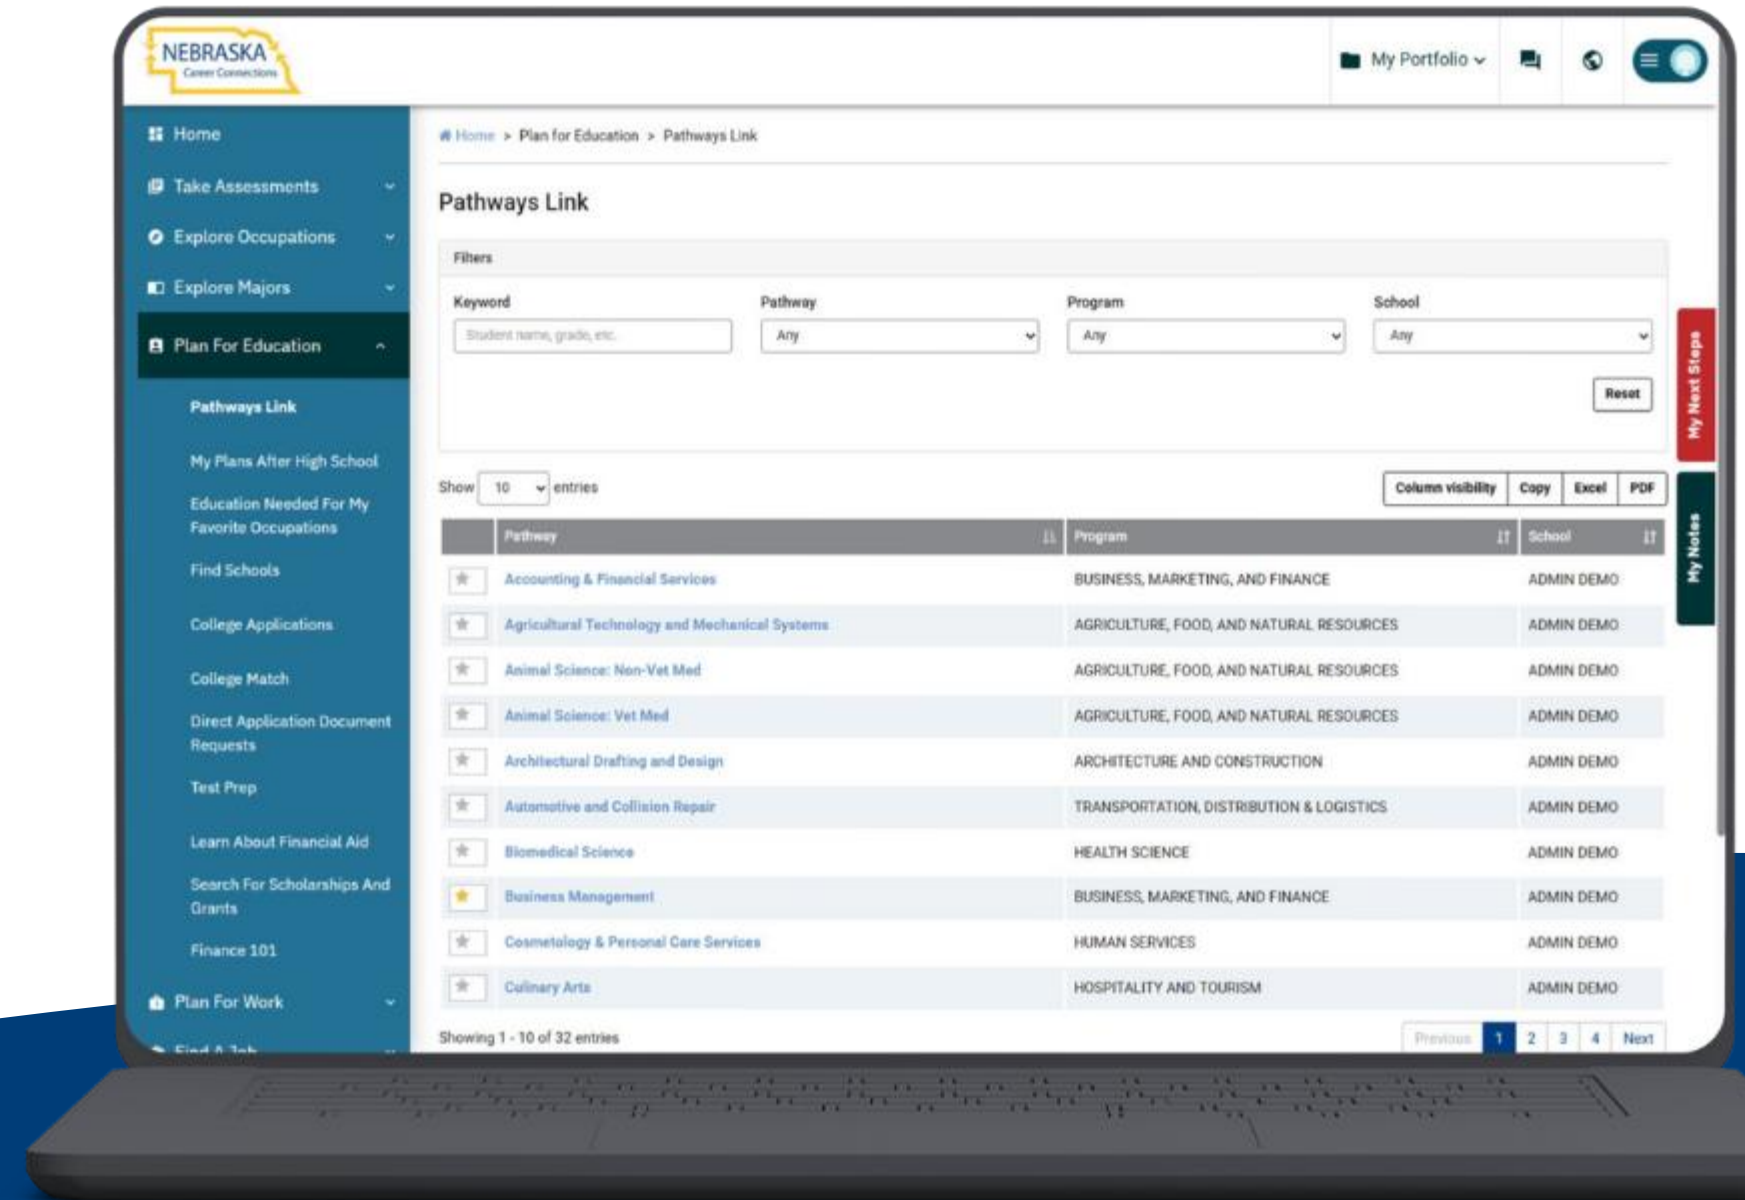 NEBRASKA
Career Connections
My Portfolio
Home
Take Assessments
Explore Occupations
Explore Majors
Plan For Education
Pathways Link
My Plans After High School
Education Needed For My
Favorite Occupations
Find Schools
College Applications
College Match
Direct Application Document
Requests
Test Prep
Learn About Financial Aid
Search For Scholarships And
Grants
Finance 101
Plan For Work
Find A Job
Home > Plan for Education > Pathways Link
Pathways Link
Filters
Keyword Pathway Program School
Student name, grade, etc. Any Any Any
Reset
Show 10 entries Column visibility Copy Excel PDF
Pathway Program School
Accounting & Financial Services BUSINESS, MARKETING, AND FINANCE ADMIN DEMO
Agricultural Technology and Mechanical Systems AGRICULTURE, FOOD, AND NATURAL RESOURCES ADMIN DEMO
Animal Science: Non-Vet Med AGRICULTURE, FOOD, AND NATURAL RESOURCES ADMIN DEMO
Animal Science: Vet Med AGRICULTURE, FOOD, AND NATURAL RESOURCES ADMIN DEMO
Architectural Drafting and Design ARCHITECTURE AND CONSTRUCTION ADMIN DEMO
Automotive and Collision Repair TRANSPORTATION, DISTRIBUTION & LOGISTICS ADMIN DEMO
Biomedical Science HEALTH SCIENCE ADMIN DEMO
Business Management BUSINESS, MARKETING, AND FINANCE ADMIN DEMO
Cosmetology & Personal Care Services HUMAN SERVICES ADMIN DEMO
Culinary Arts HOSPITALITY AND TOURISM ADMIN DEMO
Showing 1 - 10 of 32 entries Previous 1 2 3 4 Next
My Next Steps
My Notes